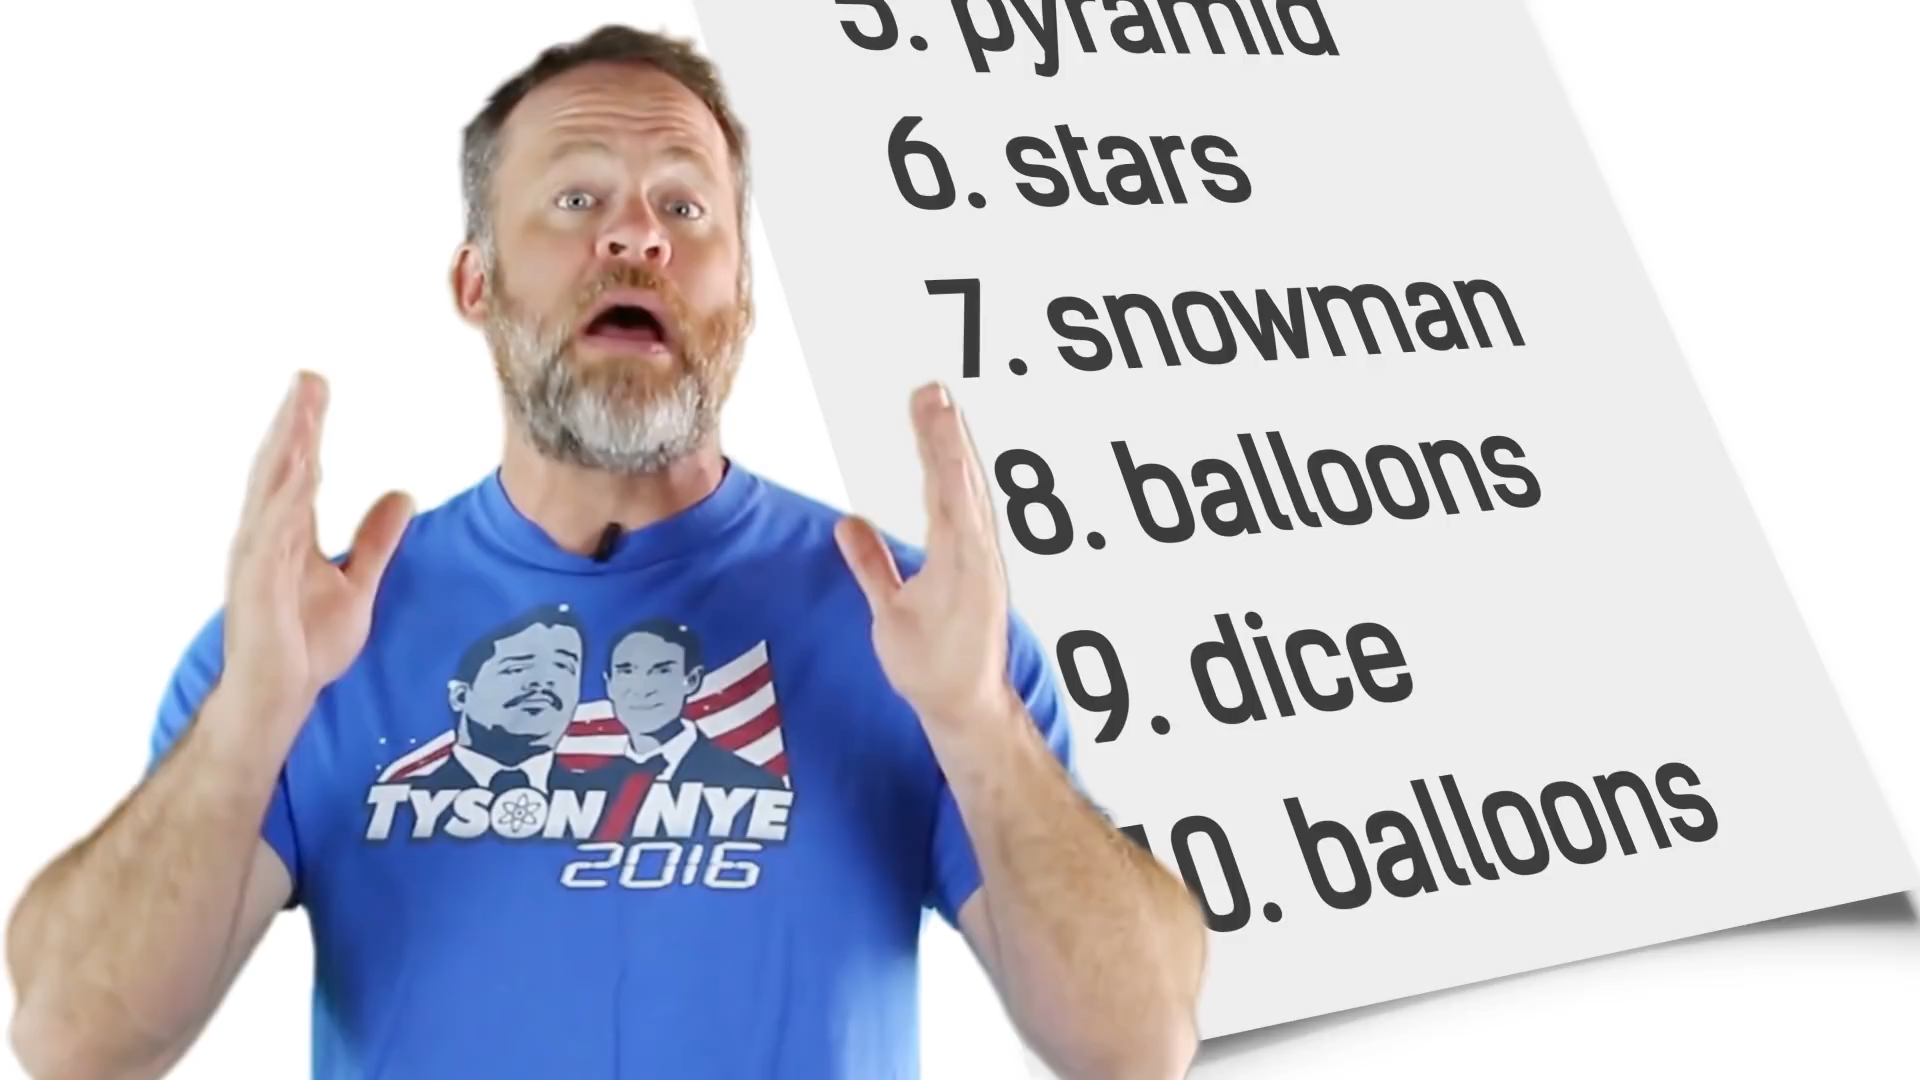 5. pyramid
6. stars
7. snowman
8. balloons
9. dice
10. balloons
TYSON/NYE
2016